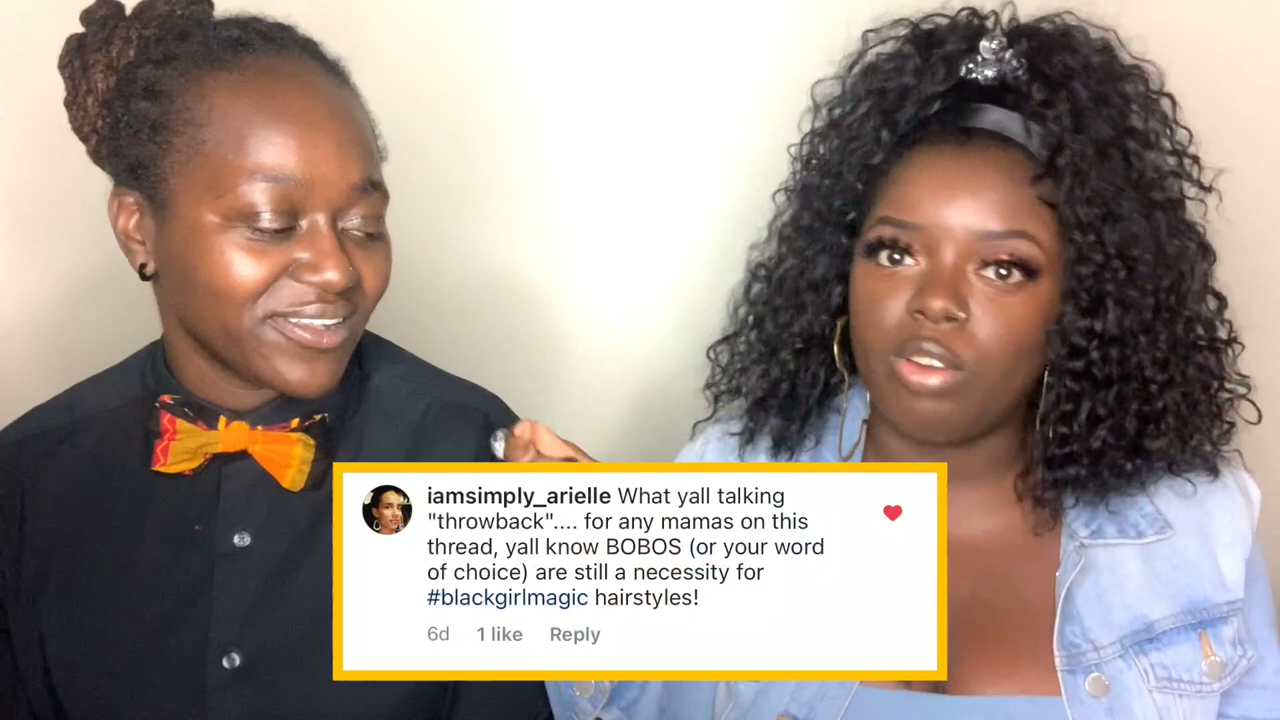 iamsimply_arielle What yall talking
"throwback".... for any mamas on this
thread, yall know BOBOS (or your word
of choice) are still a necessity for
#blackgirlmagic hairstyles!
6d 1 like Reply